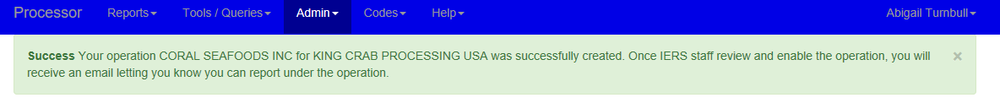 Processor Reports Tools / Queries Admin Codes Help Abigail Turnbull
Success Your operation CORAL SEAFOODS INC for KING CRAB PROCESSING USA was successfully created. Once IERS staff review and enable the operation, you will ×
receive an email letting you know you can report under the operation.